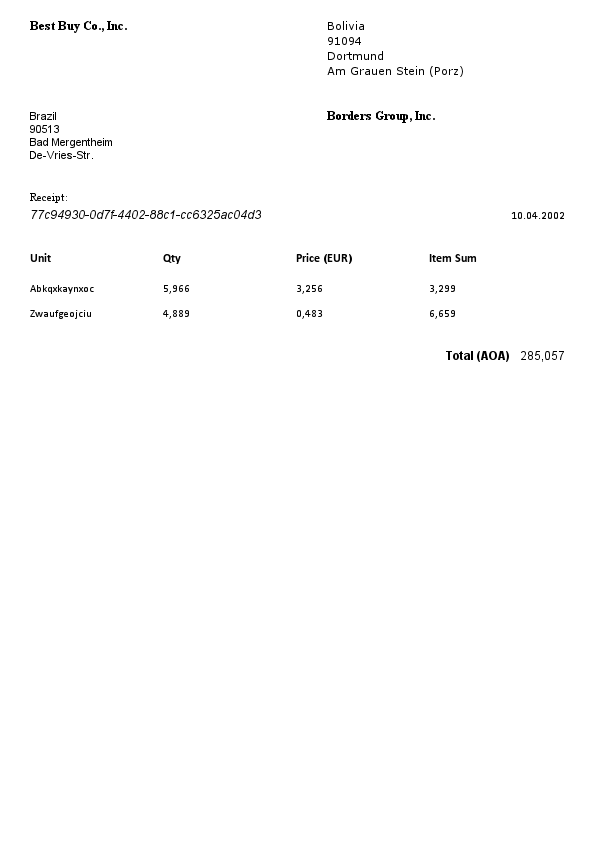 Best Buy Co., Inc.
Bolivia
91094
Dortmund
Am Grauen Stein (Porz)
Brazil
90513
Bad Mergentheim
De-Vries-Str.
Borders Group, Inc.
Receipt:
77c94930-0d7f-4402-88c1-cc6325ac04d3
10.04.2002
Unit Qty Price (EUR) Item Sum
Abkqxkaynxoc 5,966 3,256 3,299
Zwaufgeojciu 4,889 0,483 6,659
Total (AOA) 285,057